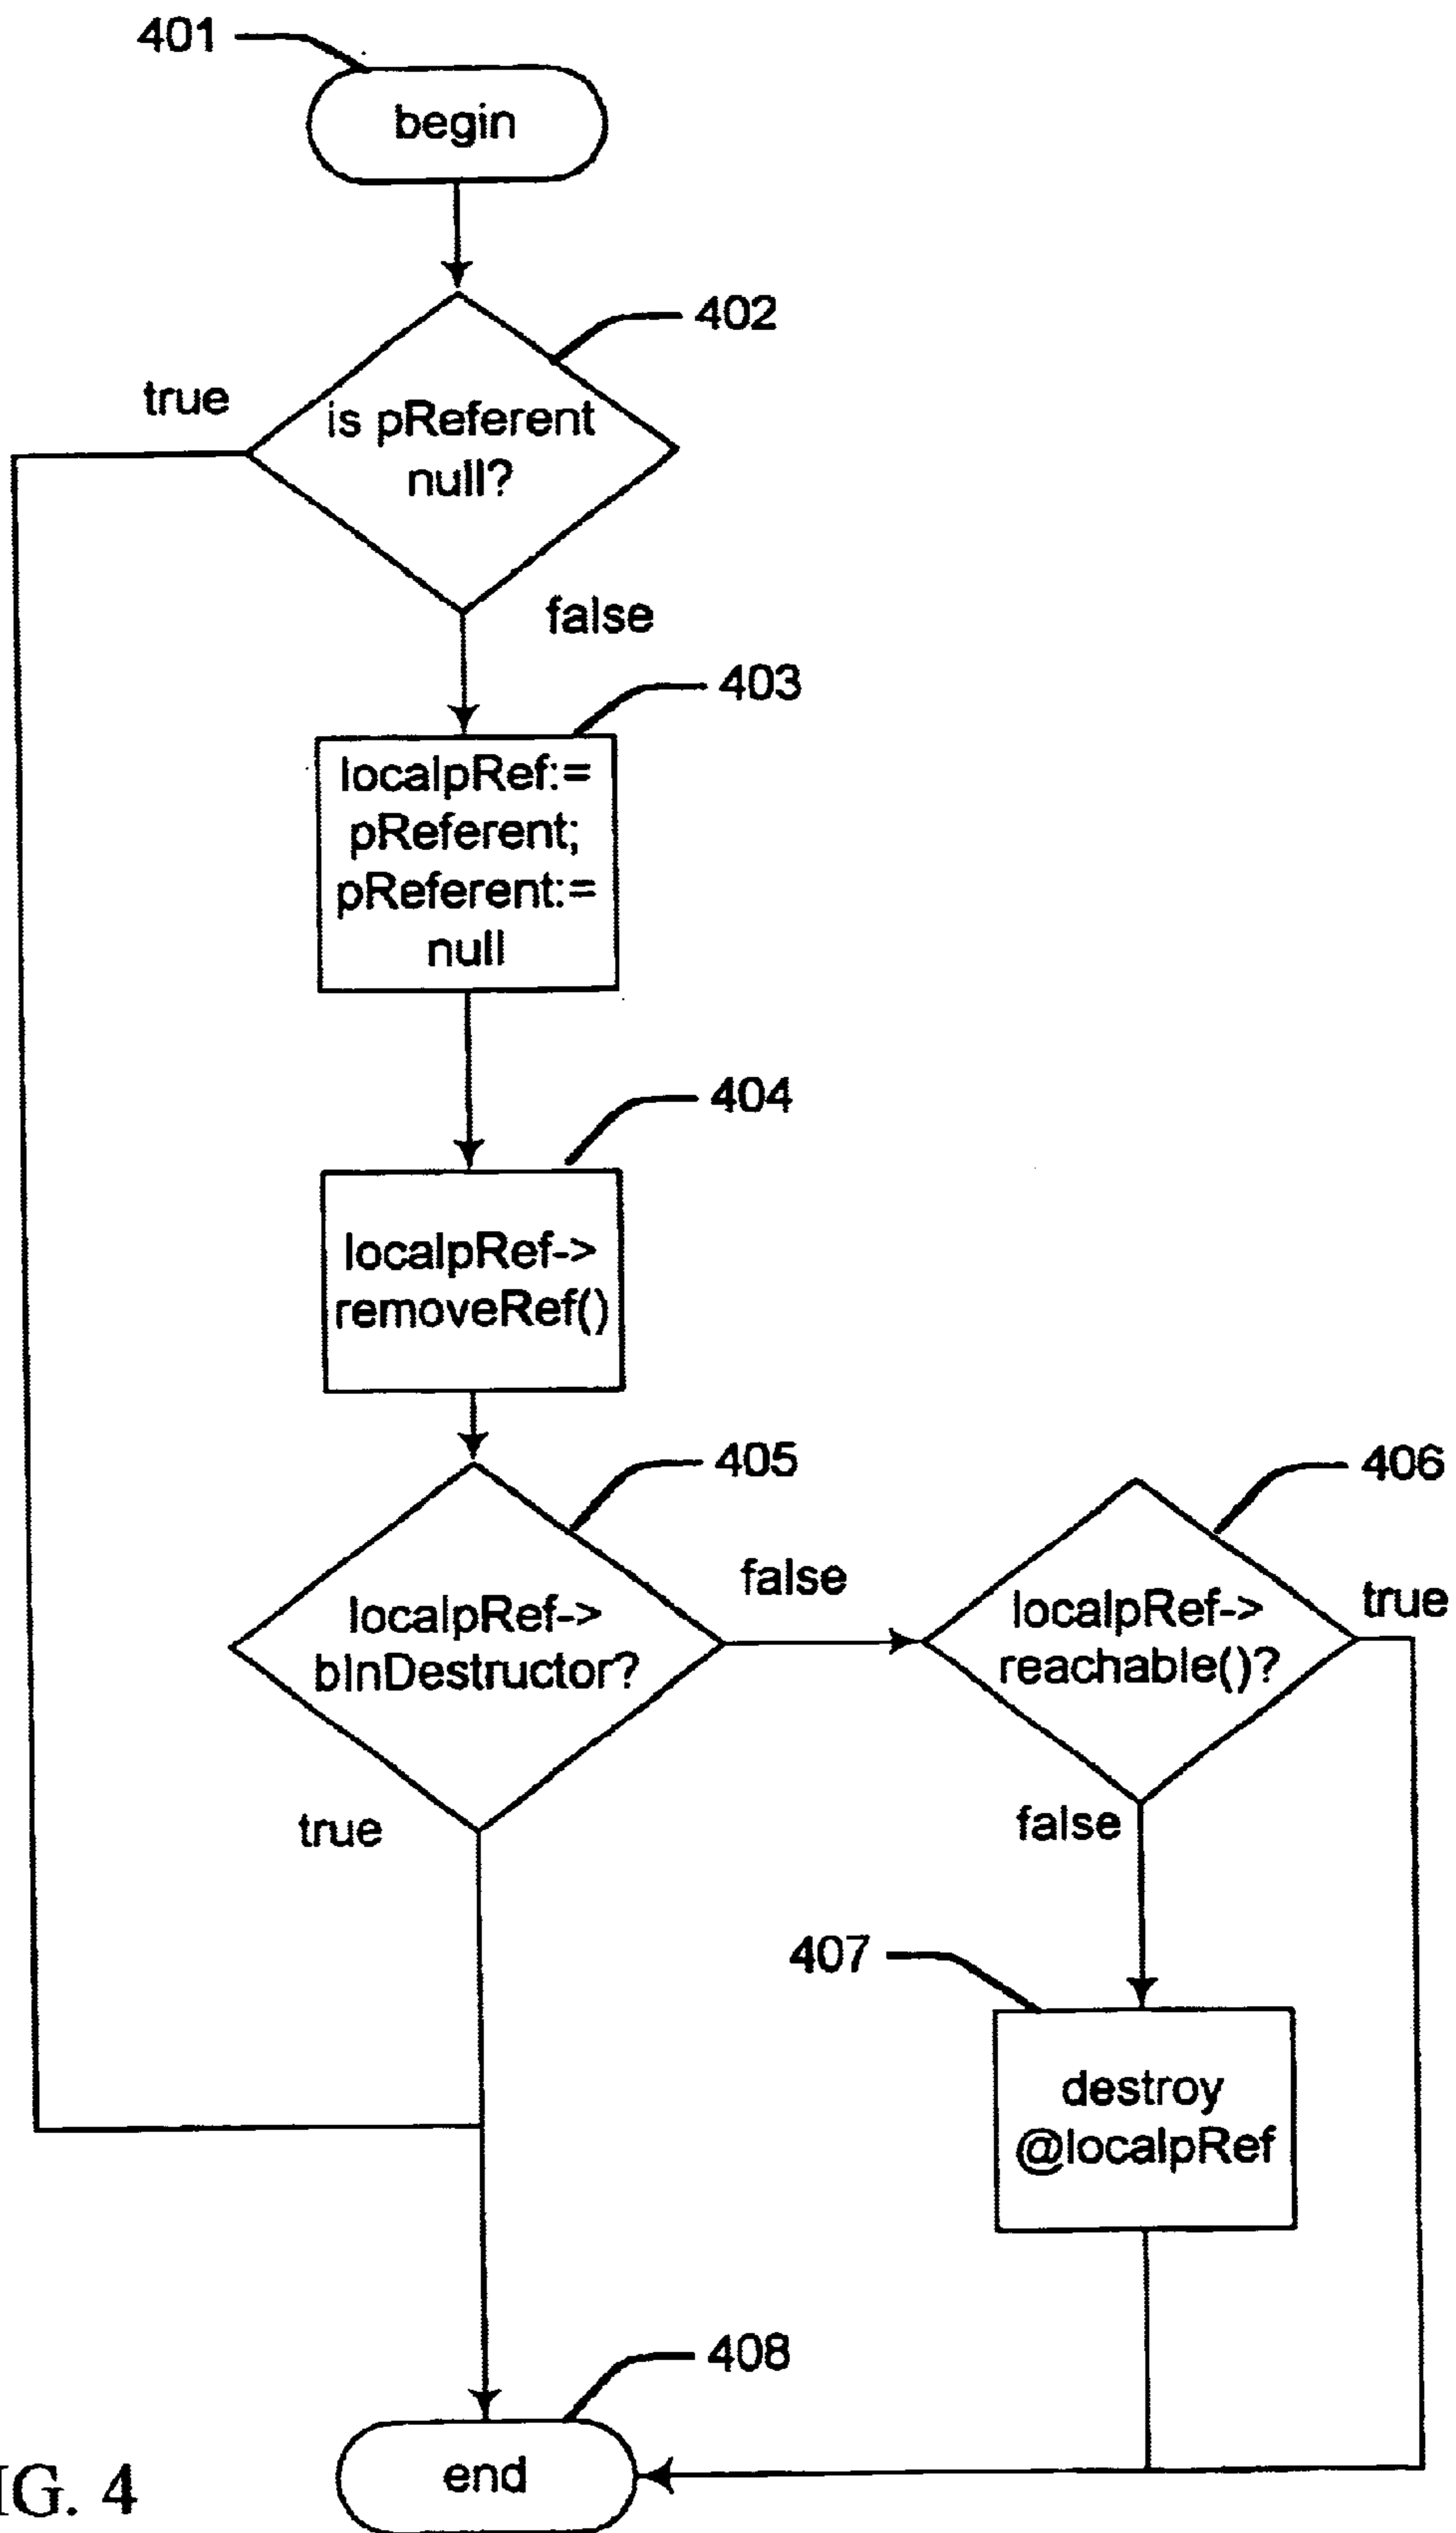 401
begin
402
true
is pReferent
null?
false
403
localpRef:=
pReferent;
pReferent:=
null
404
localpRef->
removeRef()
405
406
false
true
localpRef->
bInDestructor?
localpRef->
reachable()?
true
false
407
destroy
@localpRef
408
end
IG. 4